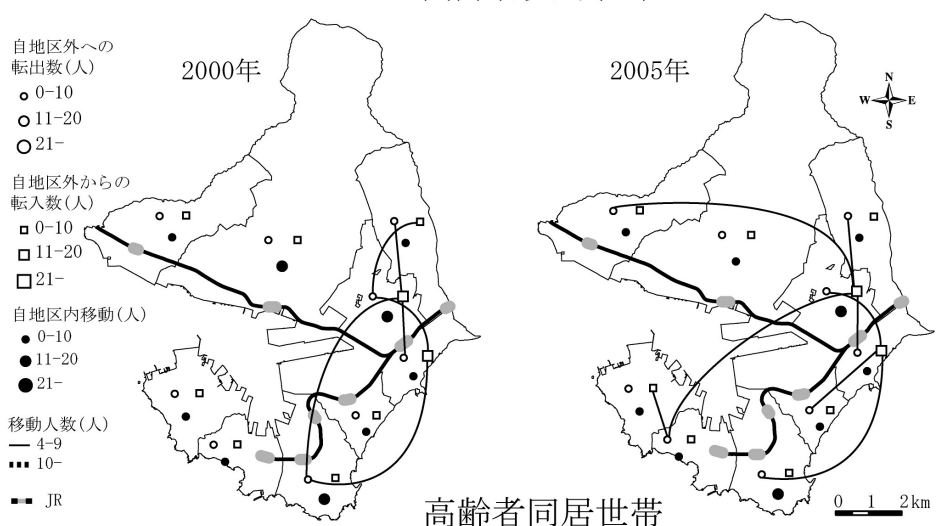 自地区外への
転出数(人)
0-10
11-20
21-
自地区外からの
転入数(人)
0-10
11-20
21-
自地区内移動(人)
0-10
11-20
21-
移動人数(人)
4-9
10-
JR
2000年
2005年
N
W E
S
高齢者同居世帯
0 1 2km